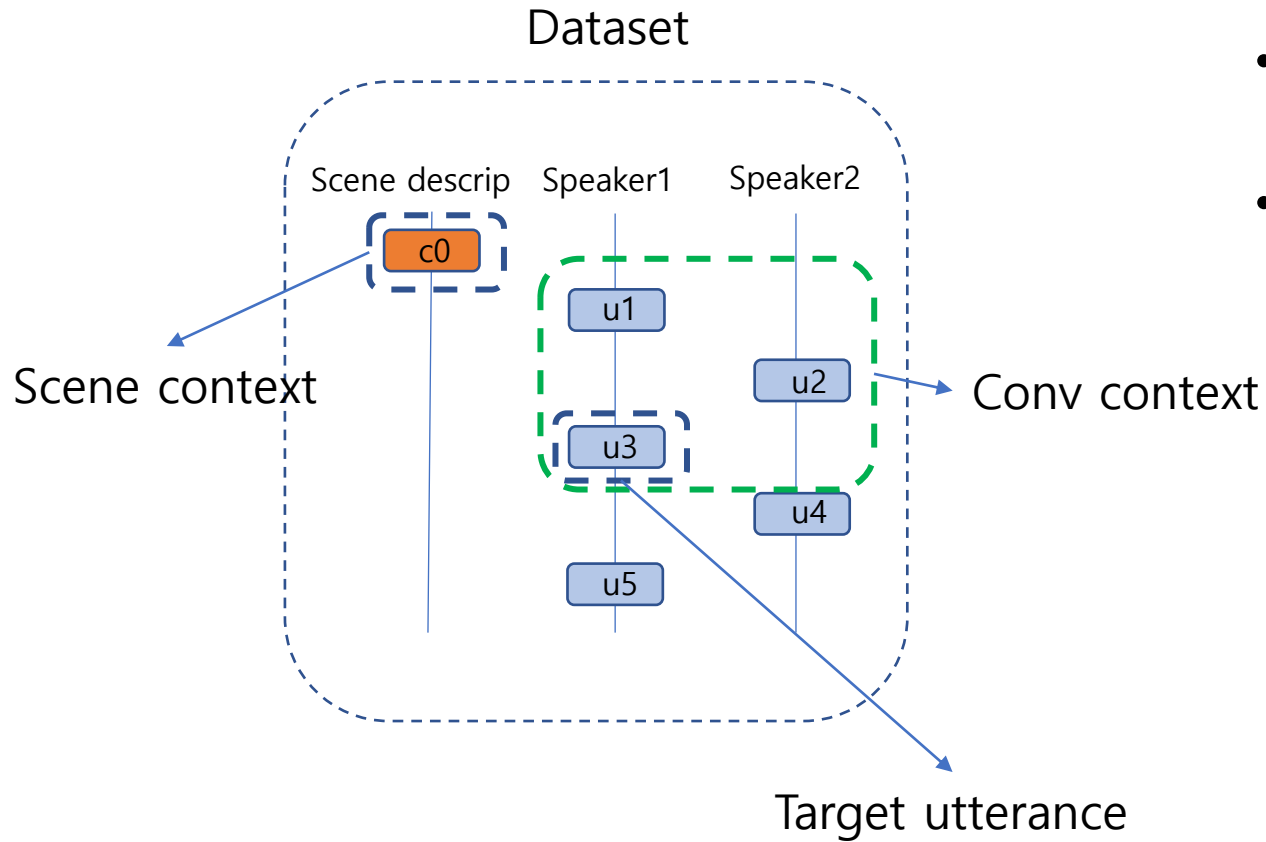 Dataset
Scene descrip Speaker1 Speaker2
c0
u1
Scene context
u2
Conv context
u3
u4
u5
Target utterance